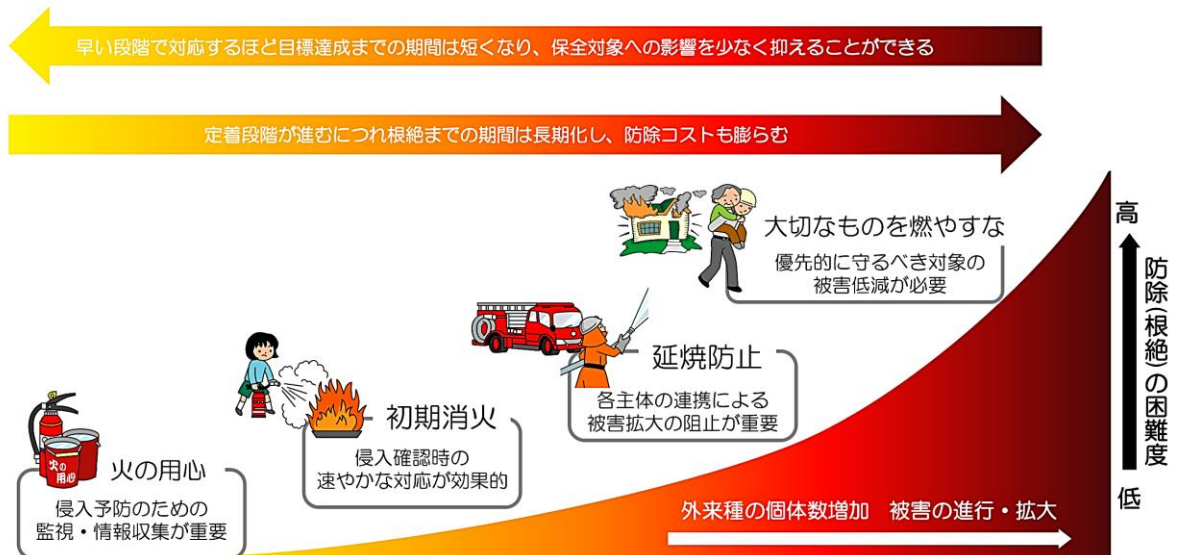 早い段階で対応するほど目標達成までの期間は短くなり、保全対象への影響を少なく抑えることができる
定着段階が進むにつれ根絶までの期間は長期化し、防除コストも膨らむ
大切なものを燃やすな
優先的に守るべき対象の
被害低減が必要
延焼防止
各主体の連携による
被害拡大の阻止が重要
初期消火
侵入確認時の
速やかな対応が効果的
火の
用心
火の用心
侵入予防のための
監視・情報収集が重要
外来種の個体数増加　被害の進行・拡大
高
防除(根絶)の困難度
低